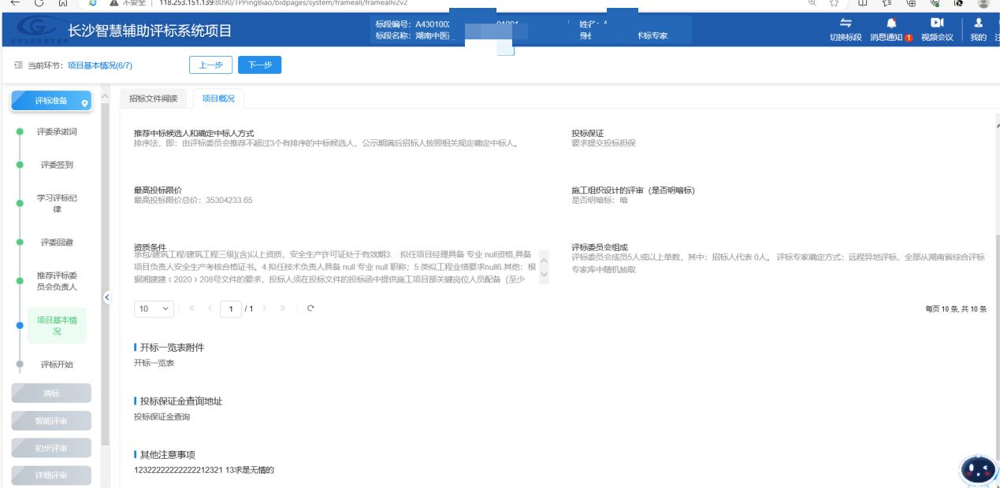 不安全 118.253.151.139:8090/TPPingBiao/bidpages/system/frameall/frameallv2v2
长沙智慧辅助评标系统项目
标段编号：A4301002
标段名称：湖南中医
姓名：
术标专家
切换标段 消息通知 1 视频会议 我的
当前环节：项目基本情况(6/7) 上一步 下一步
评标准备
评委承诺词
评委签到
学习评标纪
律
评委回避
推荐评标委
员会负责人
项目基本情
况
评标开始
清标
智能评审
初步评审
详细评审
招标文件阅读 项目概况
推荐中标候选人和确定中标人方式
排序法，即：由评标委员会推荐不超过3个有排序的中标候选人，公示期满后招标人按照相关规定确定中标人。
投标保证
要求提交投标担保
最高投标限价
最高投标限价总价：35304233.65
施工组织设计的评审（是否明暗标）
是否明暗标：暗
资质条件
承包/建筑工程/建筑工程三级](含)以上资质，安全生产许可证处于有效期3. 拟任项目经理具备 专业 null资格,具备
项目负责人安全生产考核合格证书。4.拟任技术负责人具备 null 专业 null 职称；5.类似工程业绩要求null6.其他：根
据湘建建﹝2020﹞208号文件的要求，投标人须在投标文件的投标函中提供施工项目部关键岗位人员配备（至少
评标委员会组成
评标委员会成员5人或以上单数，其中：招标人代表 0人。 评标专家确定方式：远程异地评标，全部从湖南省综合评标
专家库中随机抽取
10 1 / 1
每页 10 条, 共 10 条
开标一览表附件
开标一览表
投标保证金查询地址
投标保证金查询
其他注意事项
12322222222222212321 13求是无情的